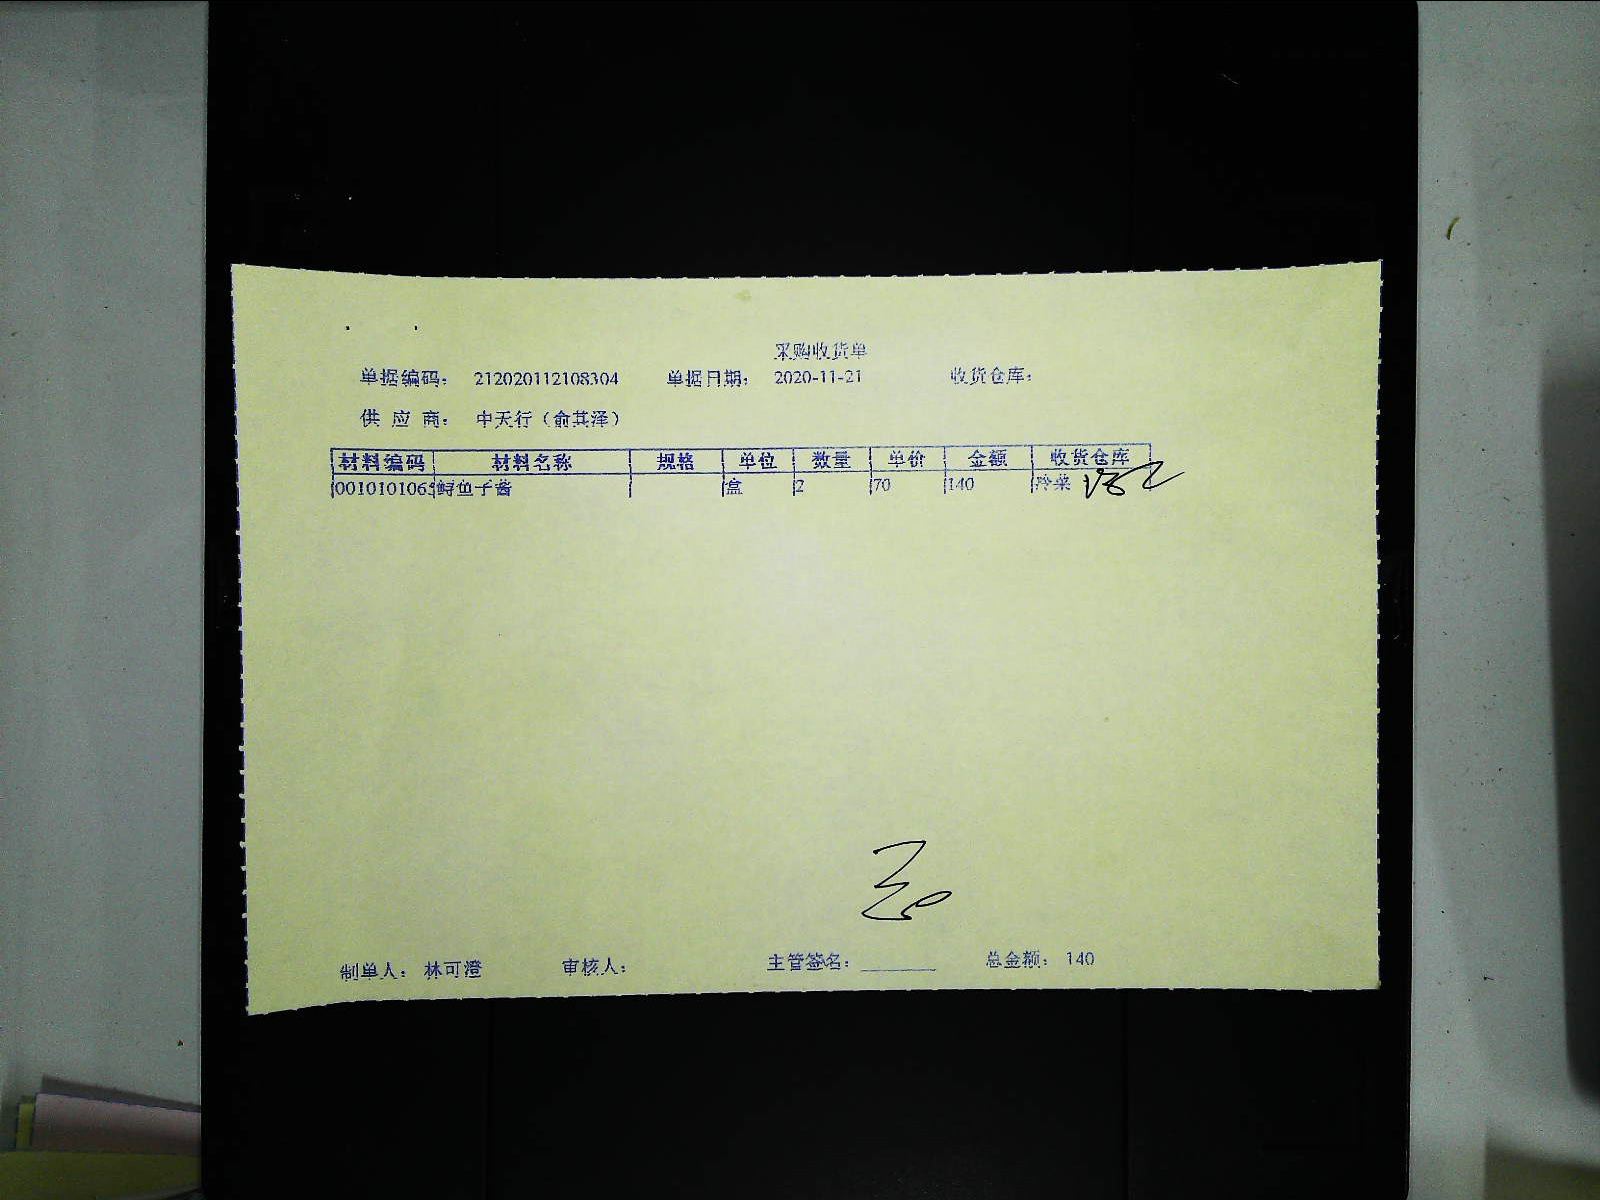 采购收货单
单据编码： 212020112108304 单据日期： 2020-11-21 收货仓库：
供 应 商： 中天行（俞其泽）
材料编码 材料名称 规格 单位 数量 单价 金额 收货仓库
0010101065 鲟鱼子酱 盒 2 70 140 冷菜
制单人： 林可澄 审核人： 主管签名：________ 总金额： 140